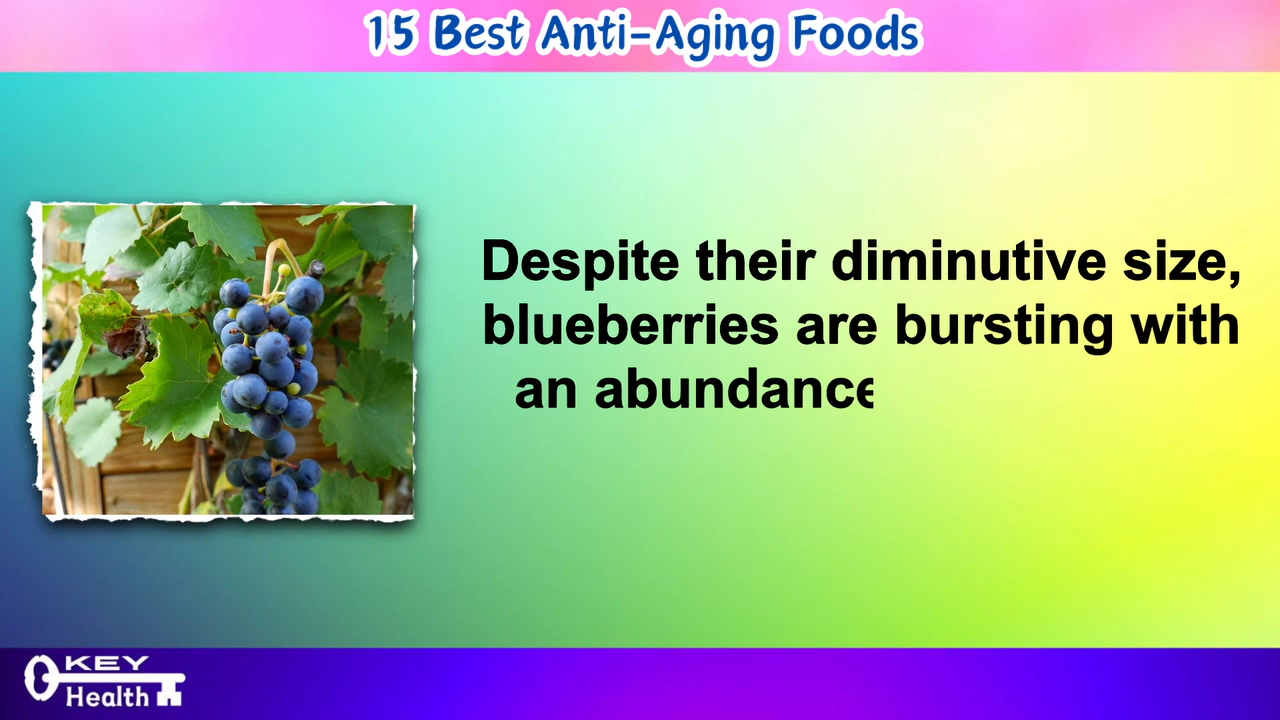 15 Best Anti-Aging Foods
Despite their diminutive size,
blueberries are bursting with
an abundance
KEY
Health